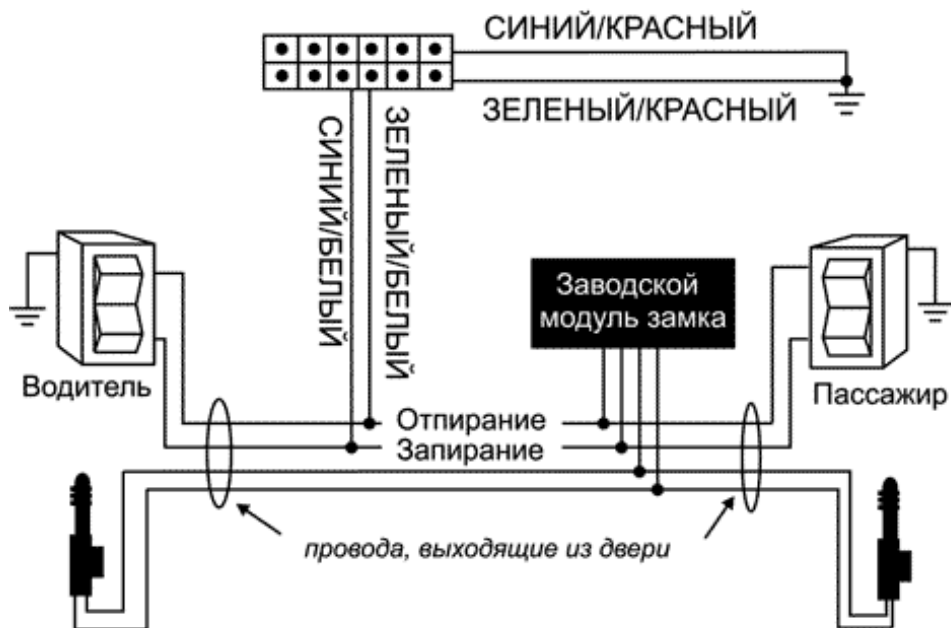 СИНИЙ/КРАСНЫЙ
ЗЕЛЕНЫЙ/КРАСНЫЙ
СИНИЙ/БЕЛЫЙ
ЗЕЛЕНЫЙ/БЕЛЫЙ
Заводской
модуль замка
Водитель
Пассажир
Отпирание
Запирание
провода, выходящие из двери